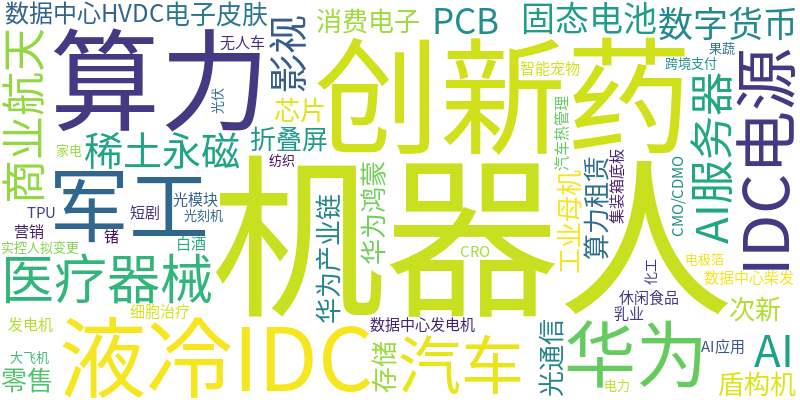 数据中心HVDC
电子皮肤
商业航天
算力
无人车
光伏
影视
消费电子
PCB
固态电池
数字货币
果蔬
跨境支付
智能宠物
创新药
芯片
折叠屏
纺织
家电
稀土永磁
军工
光模块
光刻机
TPU
短剧
营销
锗
白酒
实控人拟变更
机器人
华为产业链
华为鸿蒙
CRO
汽车热管理
工业母机
算力租赁
集装箱底板
CMO/CDMO
AI服务器
IDC电源
电极箔
化工
数据中心柴发
休闲食品
乳业
次新
医疗器械
细胞治疗
发电机
大飞机
零售
液冷IDC
数据中心发电机
存储
汽车
光通信
华为
电力
AI应用
AI
盾构机